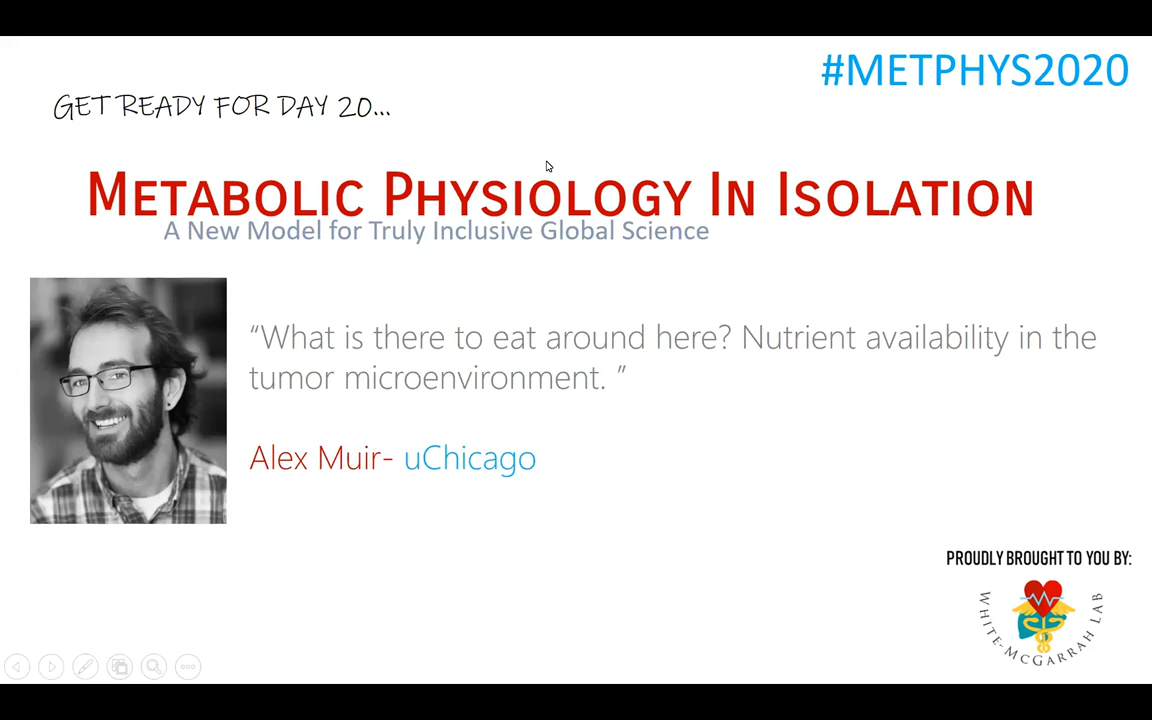 #METPHYS2020
GET READY FOR DAY 20...
METABOLIC PHYSIOLOGY IN ISOLATION
A New Model for Truly Inclusive Global Science
“What is there to eat around here? Nutrient availability in the
tumor microenvironment. ”
Alex Muir- uChicago
PROUDLY BROUGHT TO YOU BY:
WHITE-MCGARRAH LAB